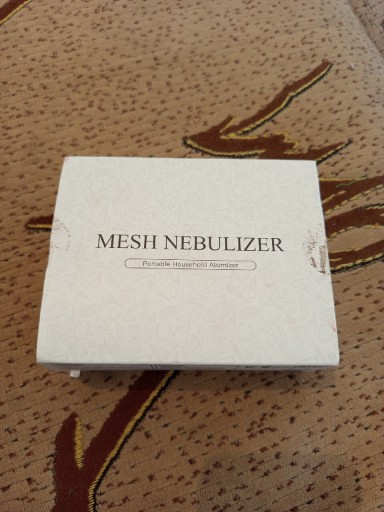 MESH NEBULIZER
Portable Household Atomizer